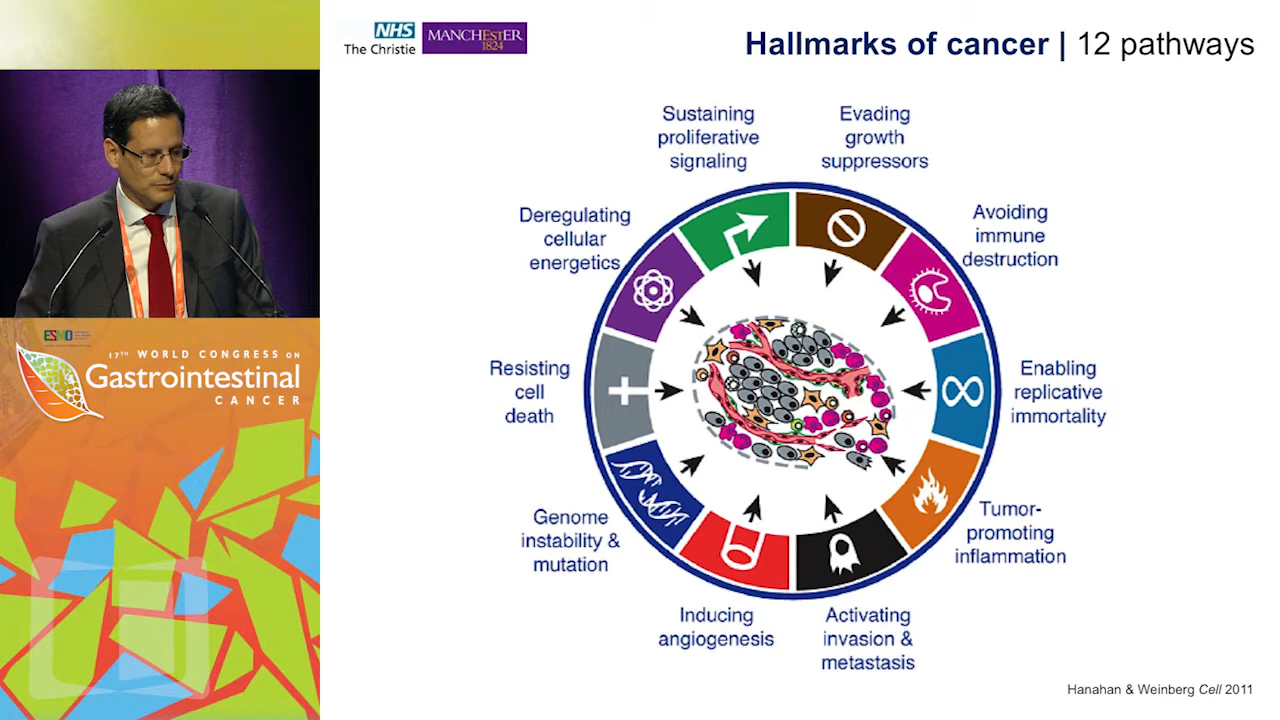 NHS
The Christie
MANCHESTER
1824
Hallmarks of cancer | 12 pathways
Sustaining
proliferative
signaling
Evading
growth
suppressors
Deregulating
cellular
energetics
Avoiding
immune
destruction
Resisting
cell
death
Enabling
replicative
immortality
Genome
instability &
mutation
Tumor-
promoting
inflammation
Inducing
angiogenesis
Activating
invasion &
metastasis
Hanahan & Weinberg Cell 2011
ESMO
17TH WORLD CONGRESS ON
Gastrointestinal
CANCER